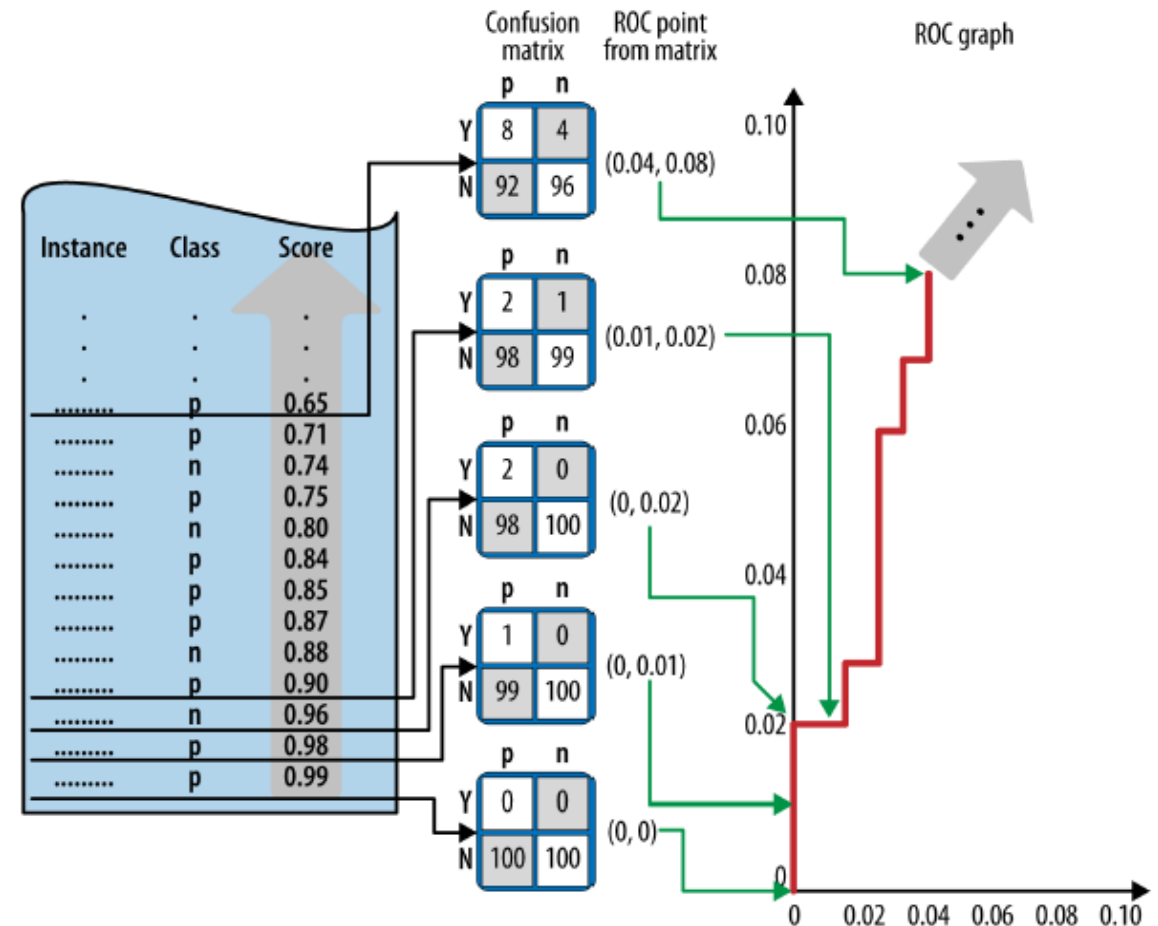 Confusion matrix
ROC point from matrix
ROC graph
p n
Y 8 4
N 92 96
(0.04, 0.08)
Instance Class Score
. . .
. . .
. . .
......... p 0.65
......... p 0.71
......... n 0.74
......... p 0.75
......... n 0.80
......... p 0.84
......... p 0.85
......... p 0.87
......... n 0.88
......... p 0.90
......... n 0.96
......... p 0.98
......... p 0.99
p n
Y 2 1
N 98 99
(0.01, 0.02)
p n
Y 2 0
N 98 100
(0, 0.02)
p n
Y 1 0
N 99 100
(0, 0.01)
p n
Y 0 0
N 100 100
(0, 0)
0.10
...
0.08
0.06
0.04
0.02
0
0 0.02 0.04 0.06 0.08 0.10